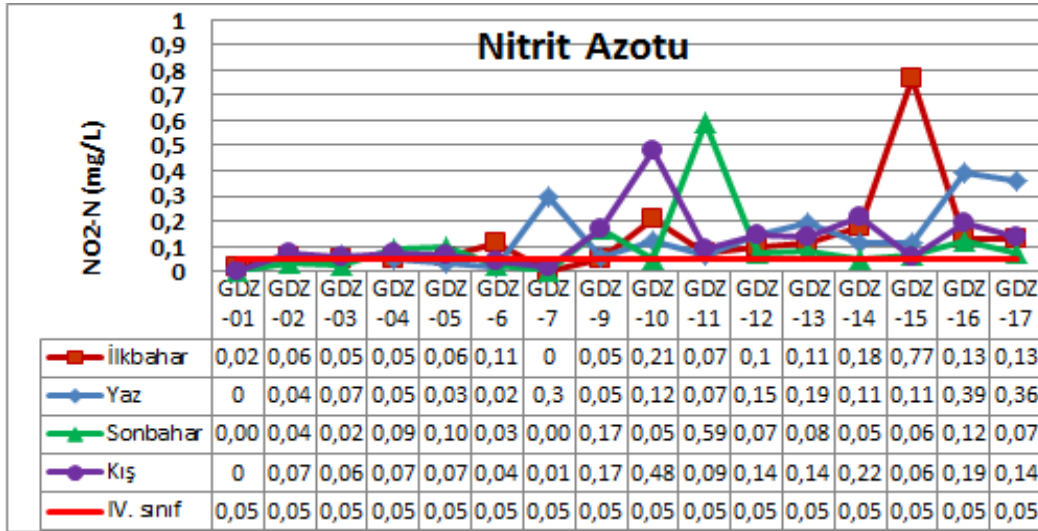 Nitrit Azotu
NO2-N (mg/L)
1
0,9
0,8
0,7
0,6
0,5
0,4
0,3
0,2
0,1
0
GDZ GDZ GDZ GDZ GDZ GDZ GDZ GDZ GDZ GDZ GDZ GDZ GDZ GDZ GDZ GDZ
-01 -02 -03 -04 -05 -6 -7 -9 -10 -11 -12 -13 -14 -15 -16 -17
İlkbahar 0,02 0,06 0,05 0,05 0,06 0,11 0 0,05 0,21 0,07 0,1 0,11 0,18 0,77 0,13 0,13
Yaz 0 0,04 0,07 0,05 0,03 0,02 0,3 0,05 0,12 0,07 0,15 0,19 0,11 0,11 0,39 0,36
Sonbahar 0,00 0,04 0,02 0,09 0,10 0,03 0,00 0,17 0,05 0,59 0,07 0,08 0,05 0,06 0,12 0,07
Kış 0 0,07 0,06 0,07 0,07 0,04 0,01 0,17 0,48 0,09 0,14 0,14 0,22 0,06 0,19 0,14
IV. sınıf 0,05 0,05 0,05 0,05 0,05 0,05 0,05 0,05 0,05 0,05 0,05 0,05 0,05 0,05 0,05 0,05